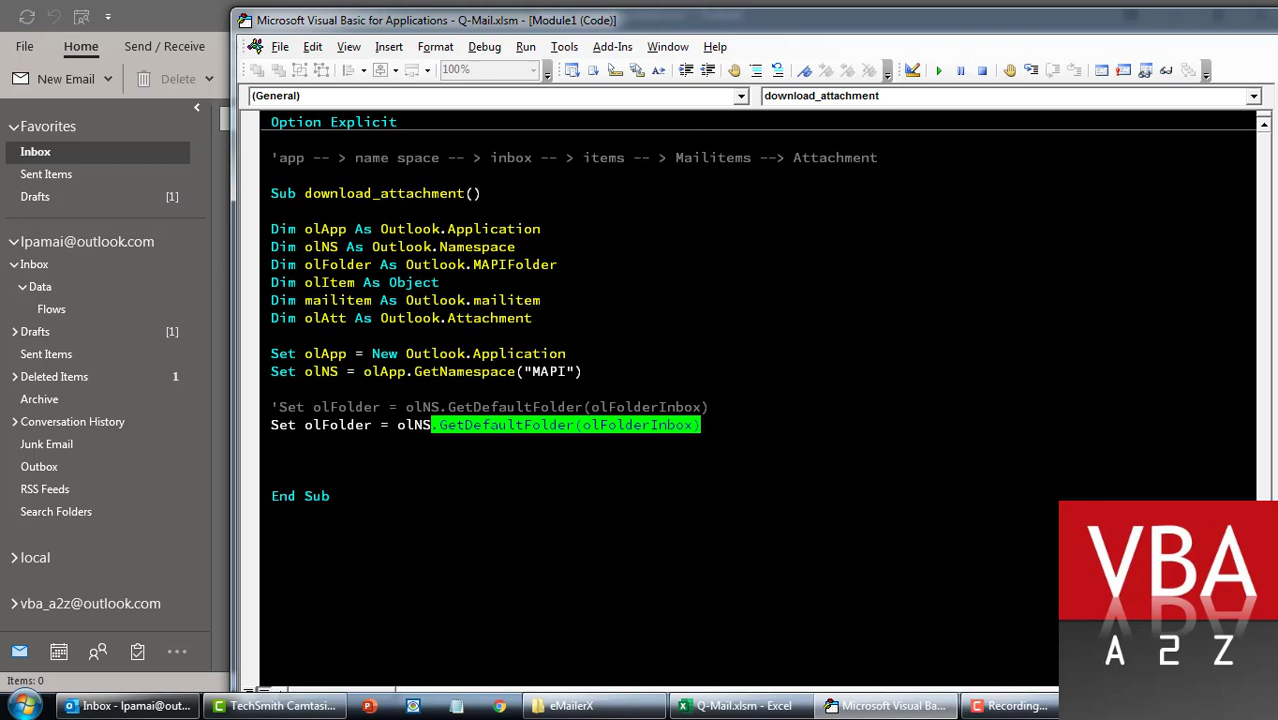 Microsoft Visual Basic for Applications - Q-Mail.xlsm - [Module1 (Code)]
File Home Send / Receive
File Edit View Insert Format Debug Run Tools Add-Ins Window Help
New Email Delete
100%
(General) download_attachment
Favorites
Inbox
Sent Items
Drafts [1]
lpamai@outlook.com
Inbox
Data
Flows
Drafts [1]
Sent Items
Deleted Items 1
Archive
Conversation History
Junk Email
Outbox
RSS Feeds
Search Folders
local
vba_a2z@outlook.com
Items: 0
Option Explicit
'app -- > name space -- > inbox -- > items -- > Mailitems --> Attachment
Sub download_attachment()
Dim olApp As Outlook.Application
Dim olNS As Outlook.Namespace
Dim olFolder As Outlook.MAPIFolder
Dim olItem As Object
Dim mailitem As Outlook.mailitem
Dim olAtt As Outlook.Attachment
Set olApp = New Outlook.Application
Set olNS = olApp.GetNamespace("MAPI")
'Set olFolder = olNS.GetDefaultFolder(olFolderInbox)
Set olFolder = olNS.GetDefaultFolder(olFolderInbox)
End Sub
VBA
A 2 Z
Inbox - lpamai@out... TechSmith Camtasi... eMailerX Q-Mail.xlsm - Excel Microsoft Visual Bas... Recording...